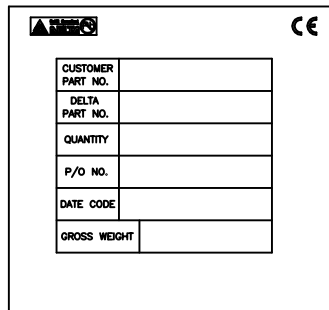 CE
CUSTOMER
PART NO.
DELTA
PART NO.
QUANTITY
P/O NO.
DATE CODE
GROSS WEIGHT